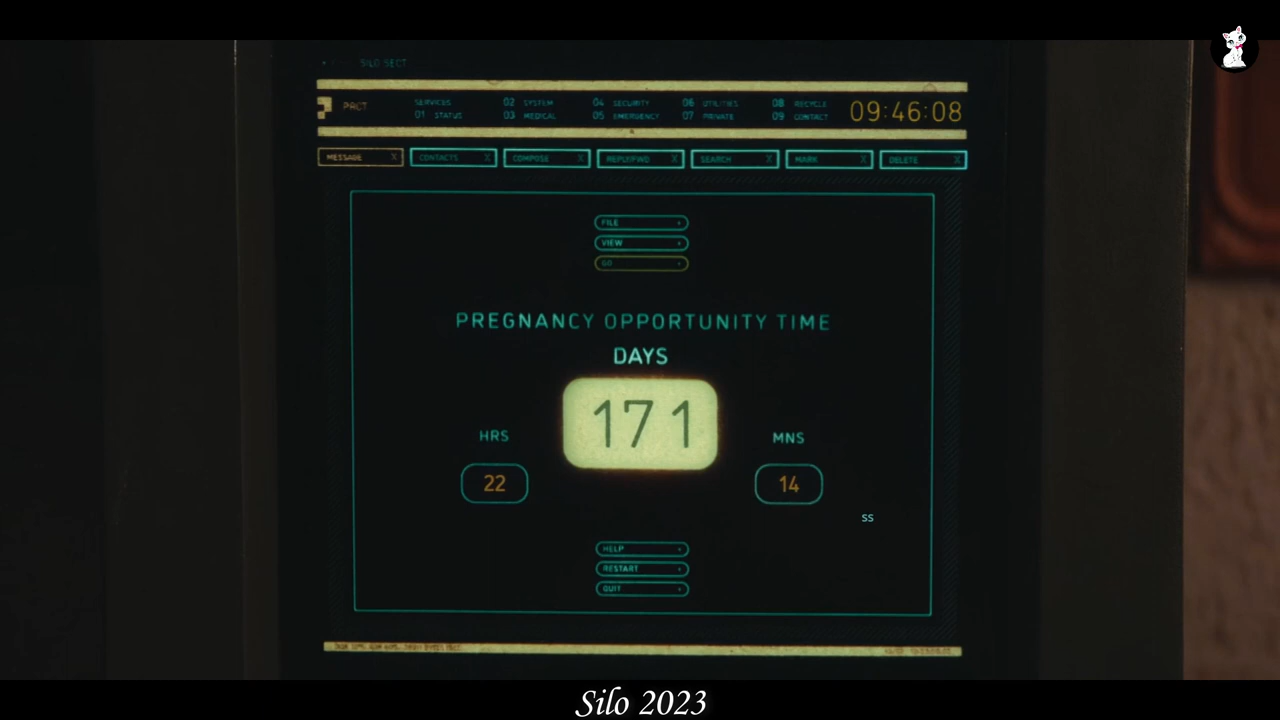 SILO SECT
PACT
SERVICES 02 SYSTEM 04 SECURITY 06 UTILITIES 08 RECYCLE
01 STATUS 03 MEDICAL 05 EMERGENCY 07 PRIVATE 09 CONTACT
09:46:08
MESSAGE X CONTACTS X COMPOSE X REPLY/FWD X SEARCH X MARK X DELETE X
FILE
VIEW
GO
PREGNANCY OPPORTUNITY TIME
DAYS
171
HRS MNS
22 14
ss
HELP
RESTART
QUIT
Silo 2023